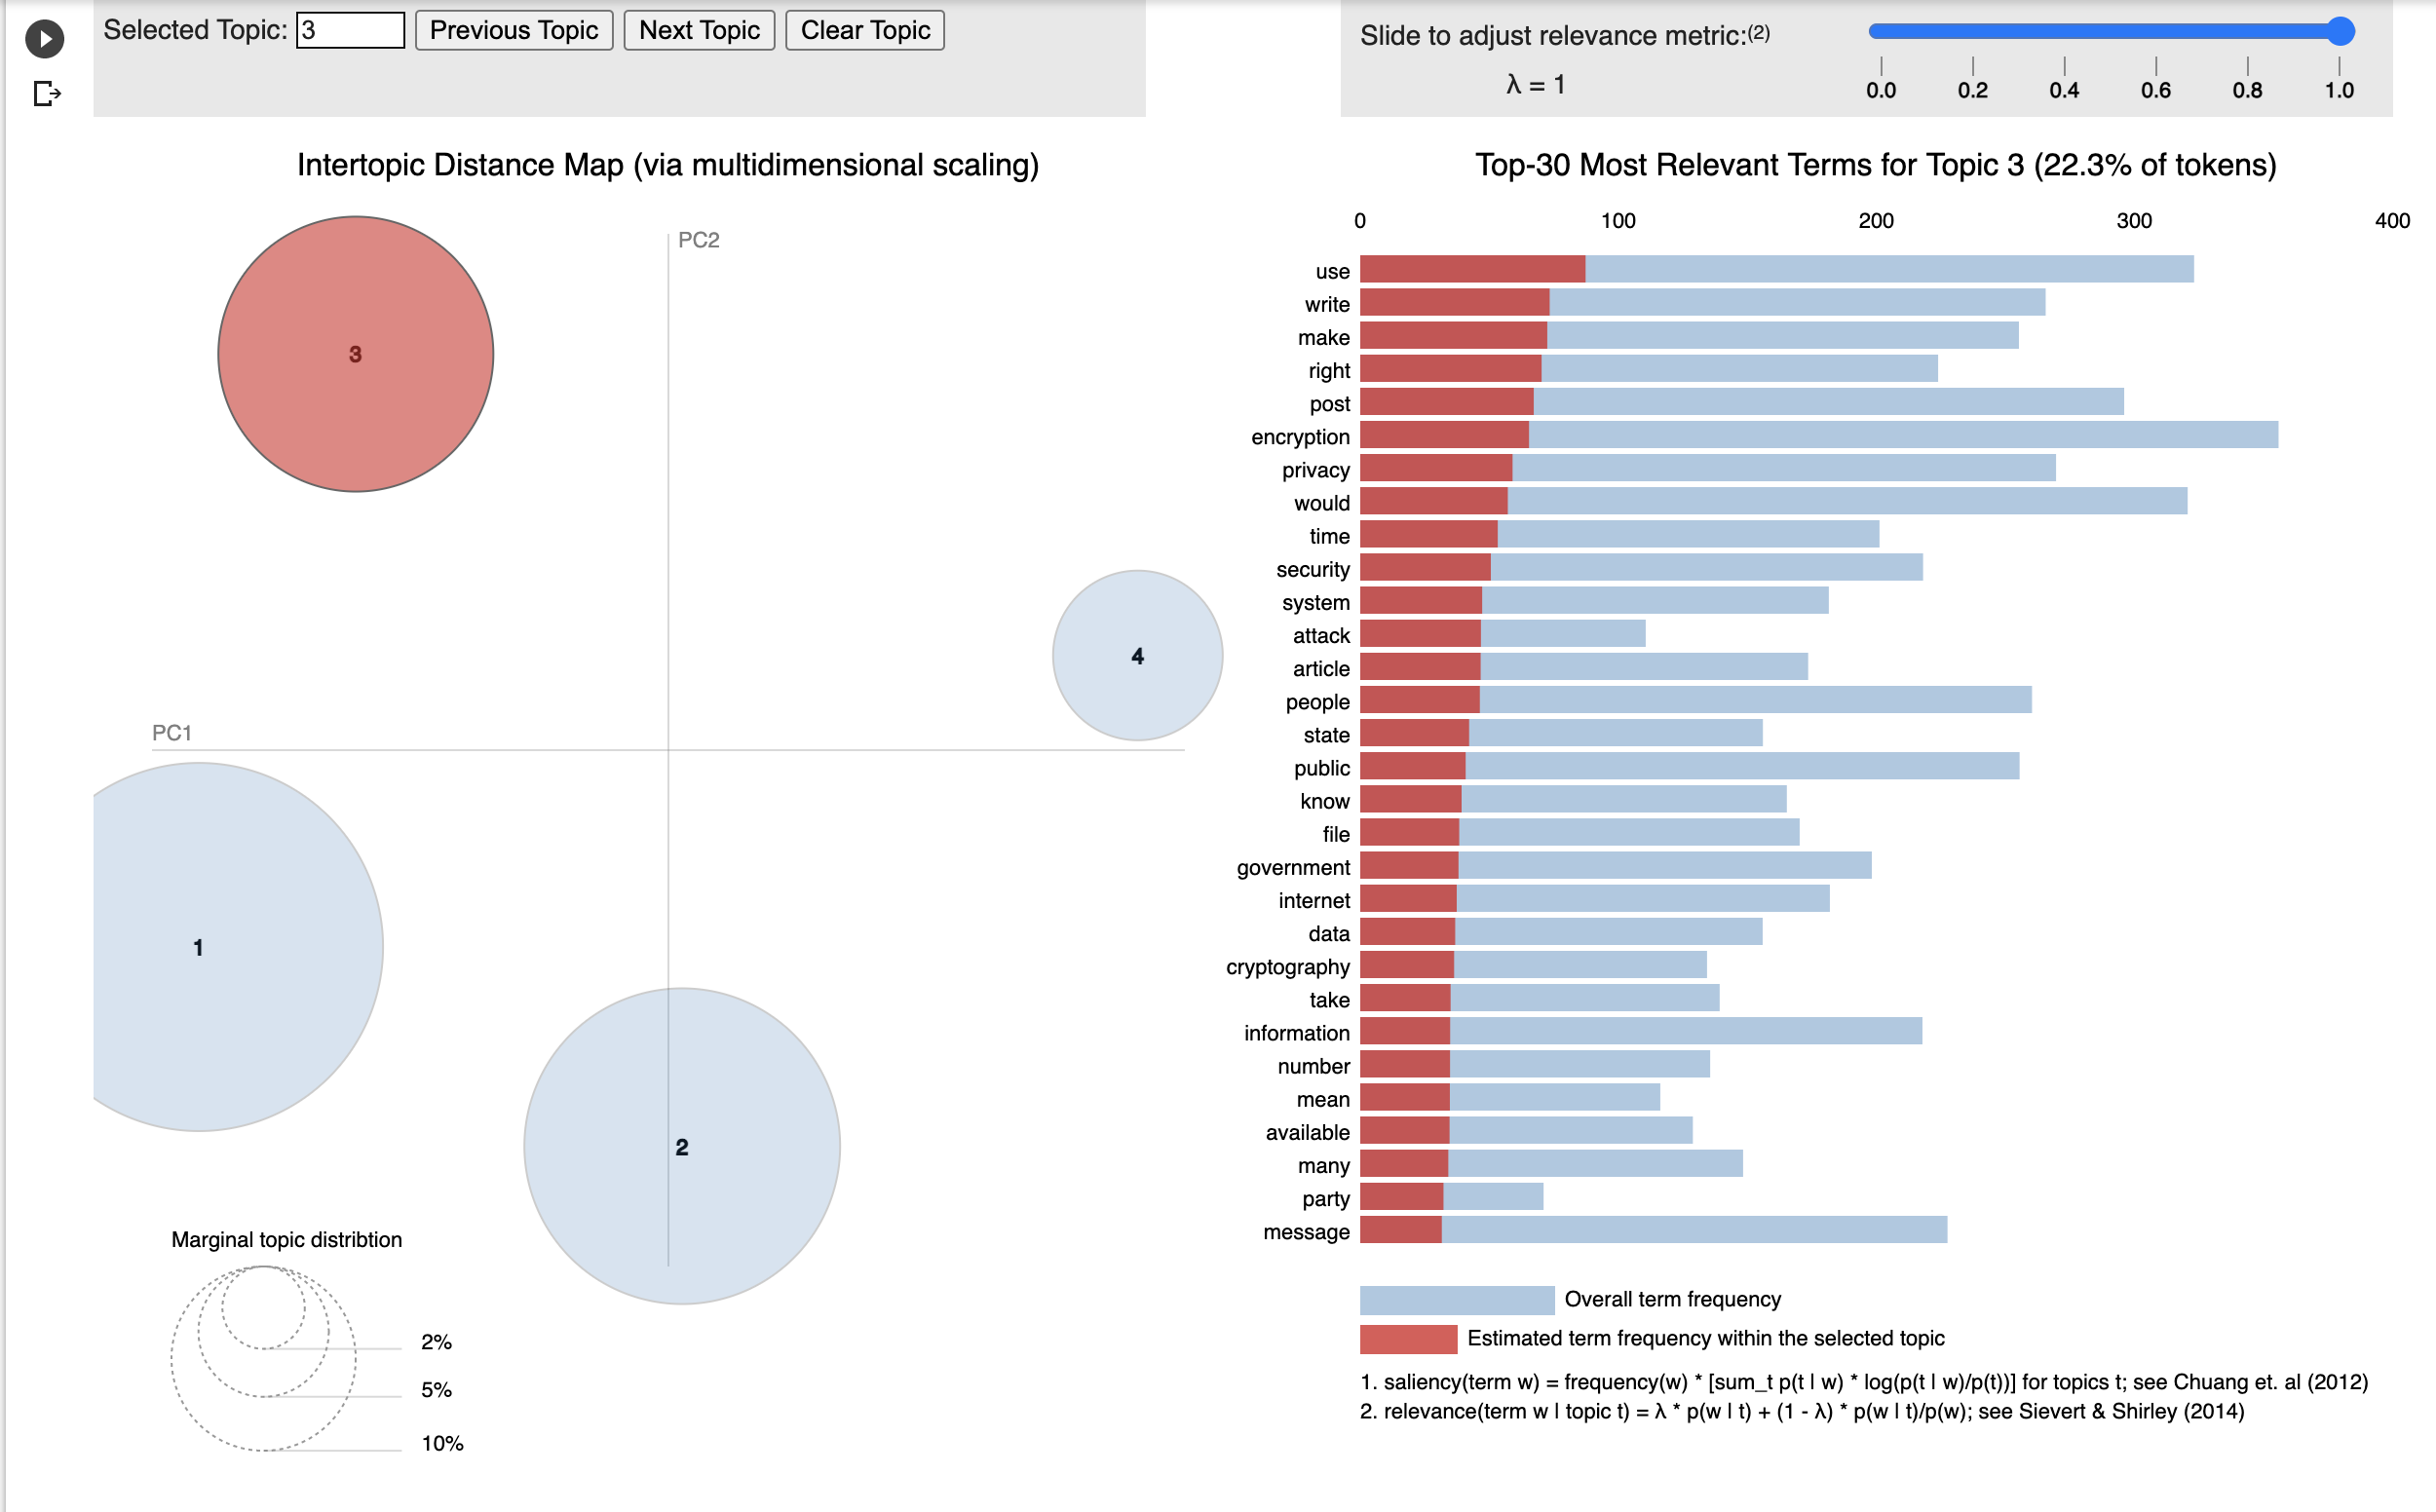 Selected Topic: 3 Previous Topic Next Topic Clear Topic
Slide to adjust relevance metric:(2)
λ = 1
0.0 0.2 0.4 0.6 0.8 1.0
Intertopic Distance Map (via multidimensional scaling)
PC2
3
4
PC1
1
2
Marginal topic distribtion
2%
5%
10%
Top-30 Most Relevant Terms for Topic 3 (22.3% of tokens)
0 100 200 300 400
use
write
make
right
post
encryption
privacy
would
time
security
system
attack
article
people
state
public
know
file
government
internet
data
cryptography
take
information
number
mean
available
many
party
message
Overall term frequency
Estimated term frequency within the selected topic
1. saliency(term w) = frequency(w) * [sum_t p(t | w) * log(p(t | w)/p(t))] for topics t; see Chuang et. al (2012)
2. relevance(term w | topic t) = λ * p(w | t) + (1 - λ) * p(w | t)/p(w); see Sievert & Shirley (2014)